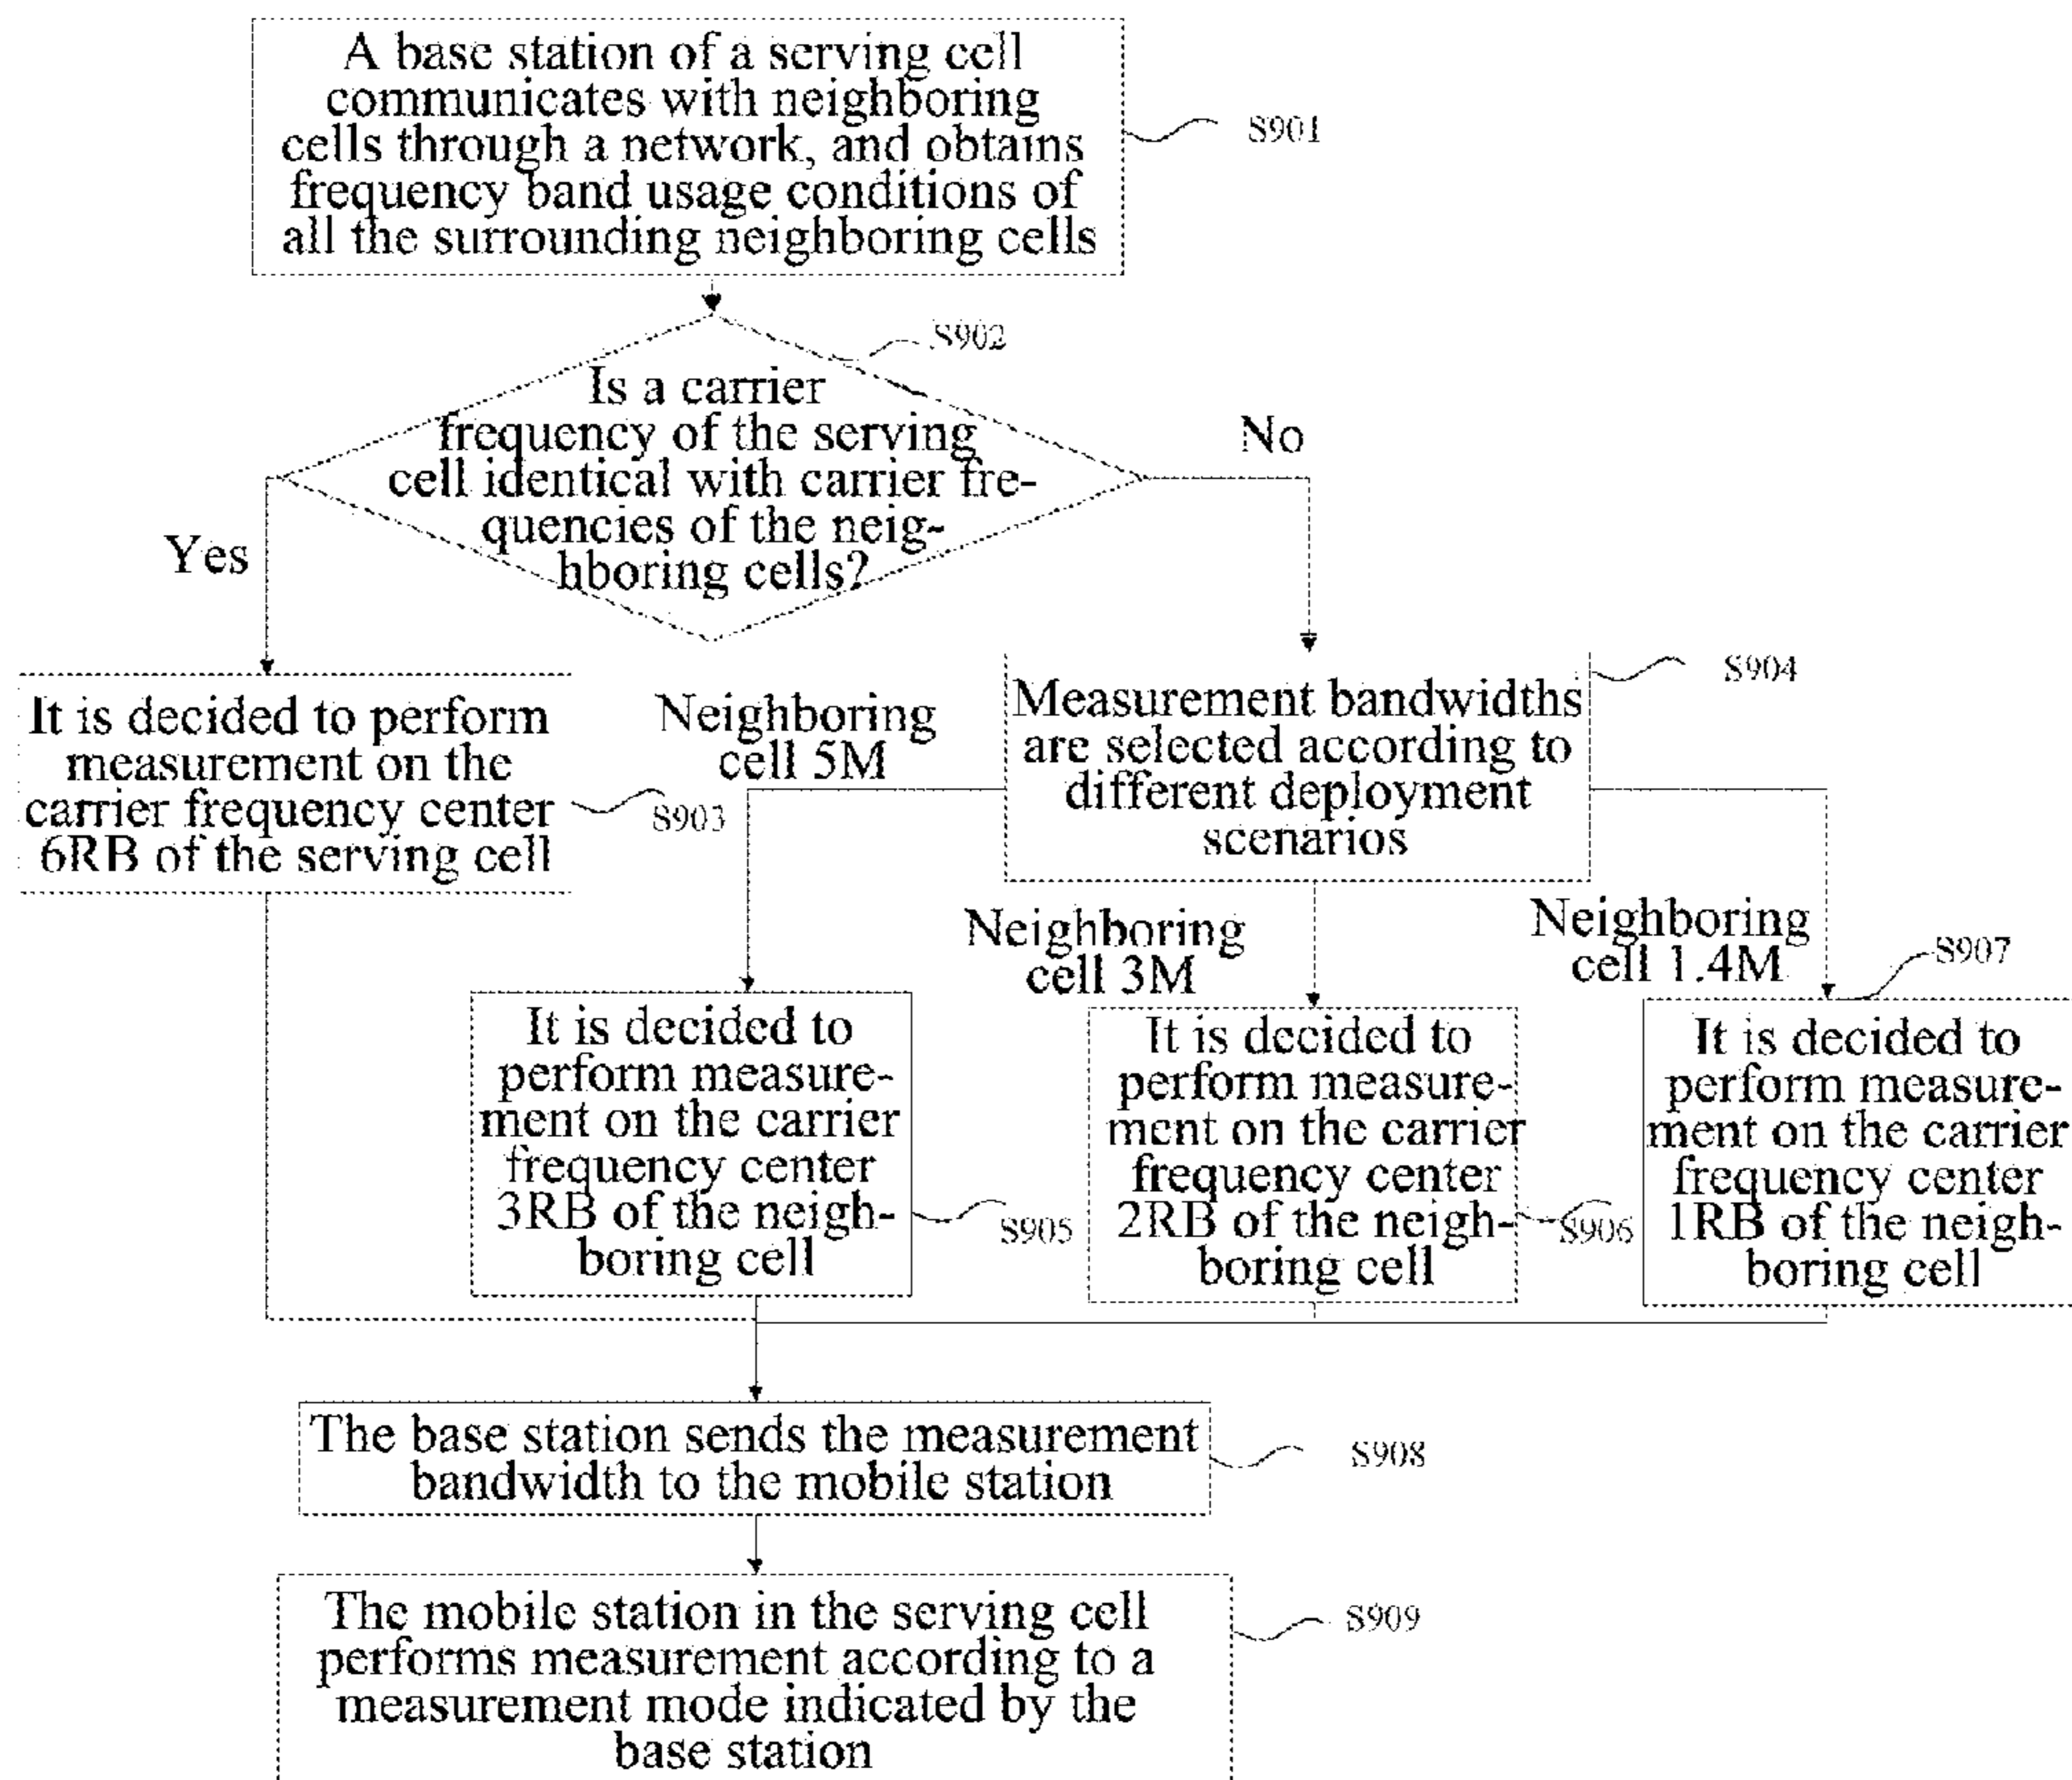 A base station of a serving cell
communicates with neighboring
cells through a network, and obtains
frequency band usage conditions of
all the surrounding neighboring cells
S901
S902
Is a carrier
frequency of the serving
cell identical with carrier fre-
quencies of the neig-
hboring cells?
Yes
No
It is decided to perform
measurement on the
carrier frequency center
6RB of the serving cell
S903
Measurement bandwidths
are selected according to
different deployment
scenarios
S904
Neighboring
cell 5M
Neighboring
cell 3M
Neighboring
cell 1.4M
It is decided to
perform measure-
ment on the carrier
frequency center
3RB of the neigh-
boring cell
S905
It is decided to
perform measure-
ment on the carrier
frequency center
2RB of the neigh-
boring cell
S906
S907
It is decided to
perform measure-
ment on the carrier
frequency center
1RB of the neigh-
boring cell
The base station sends the measurement
bandwidth to the mobile station
S908
The mobile station in the serving cell
performs measurement according to a
measurement mode indicated by the
base station
S909